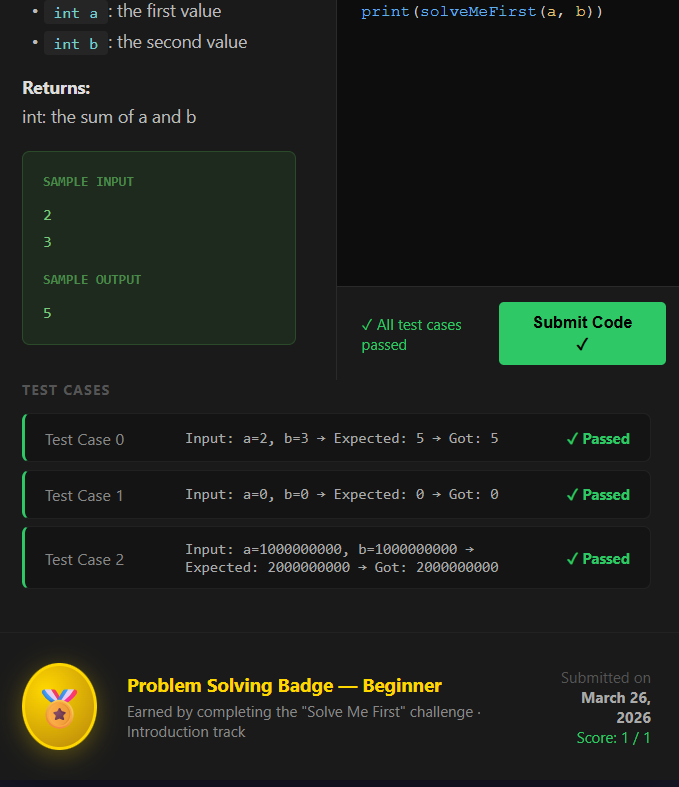 • int a : the first value
• int b : the second value
Returns:
int: the sum of a and b
SAMPLE INPUT
2
3
SAMPLE OUTPUT
5
print(solveMeFirst(a, b))
✓ All test cases
passed
Submit Code
✓
TEST CASES
Test Case 0 Input: a=2, b=3 → Expected: 5 → Got: 5 ✓ Passed
Test Case 1 Input: a=0, b=0 → Expected: 0 → Got: 0 ✓ Passed
Test Case 2 Input: a=1000000000, b=1000000000 →
Expected: 2000000000 → Got: 2000000000 ✓ Passed
Problem Solving Badge — Beginner
Earned by completing the "Solve Me First" challenge ·
Introduction track
Submitted on
March 26,
2026
Score: 1 / 1